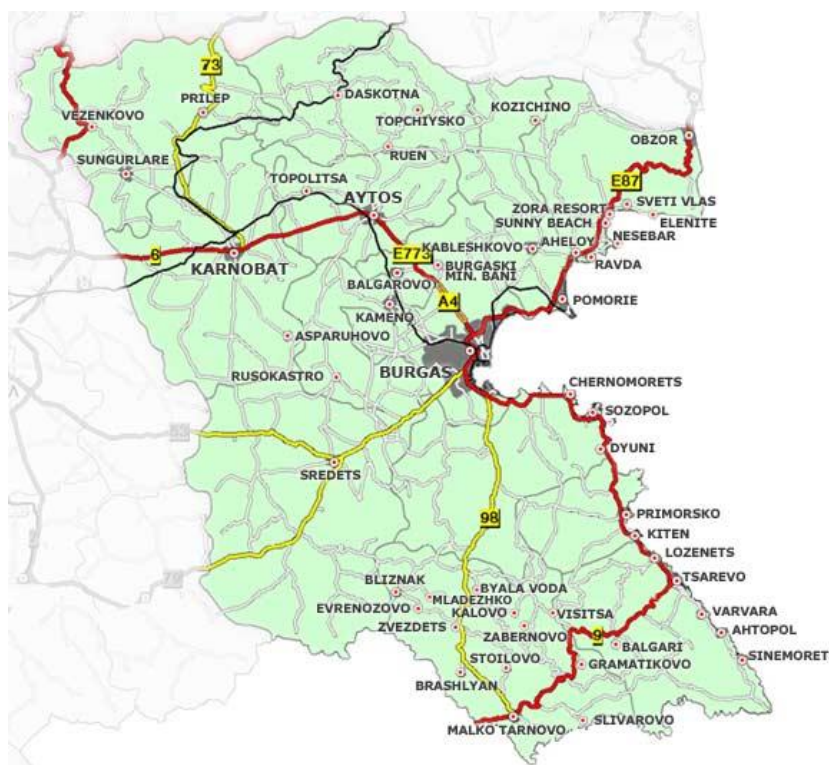 73
DASKOTNA
PRILEP
TOPCHIYSKO
KOZICHINO
VEZENKOVO
OBZOR
RUEN
SUNGURLARE
E87
TOPOLITSA
SVETI VLAS
AYTOS
ZORA RESORT
SUNNY BEACH
ELENITE
6
KARNOBAT
E773
KABLESHKOVO
AHELOY
NESEBAR
BURGASKI
MIN. BANI
RAVDA
BALGAROVO
A4
POMORIE
KAMENO
ASPARUHOVO
BURGAS
RUSOKASTRO
CHERNOMORETS
SOZOPOL
53
DYUNI
SREDETS
98
PRIMORSKO
KITEN
LOZENETS
79
BLIZNAK
BYALA VODA
TSAREVO
MLADEZHKO
EVRENOZOVO
KALOVO
VISITSA
VARVARA
ZVEZDETS
ZABERNOVO
9
AHTOPOL
BALGARI
STOILOVO
GRAMATIKOVO
SINEMORET
BRASHLYAN
MALKO TARNOVO
SLIVAROVO